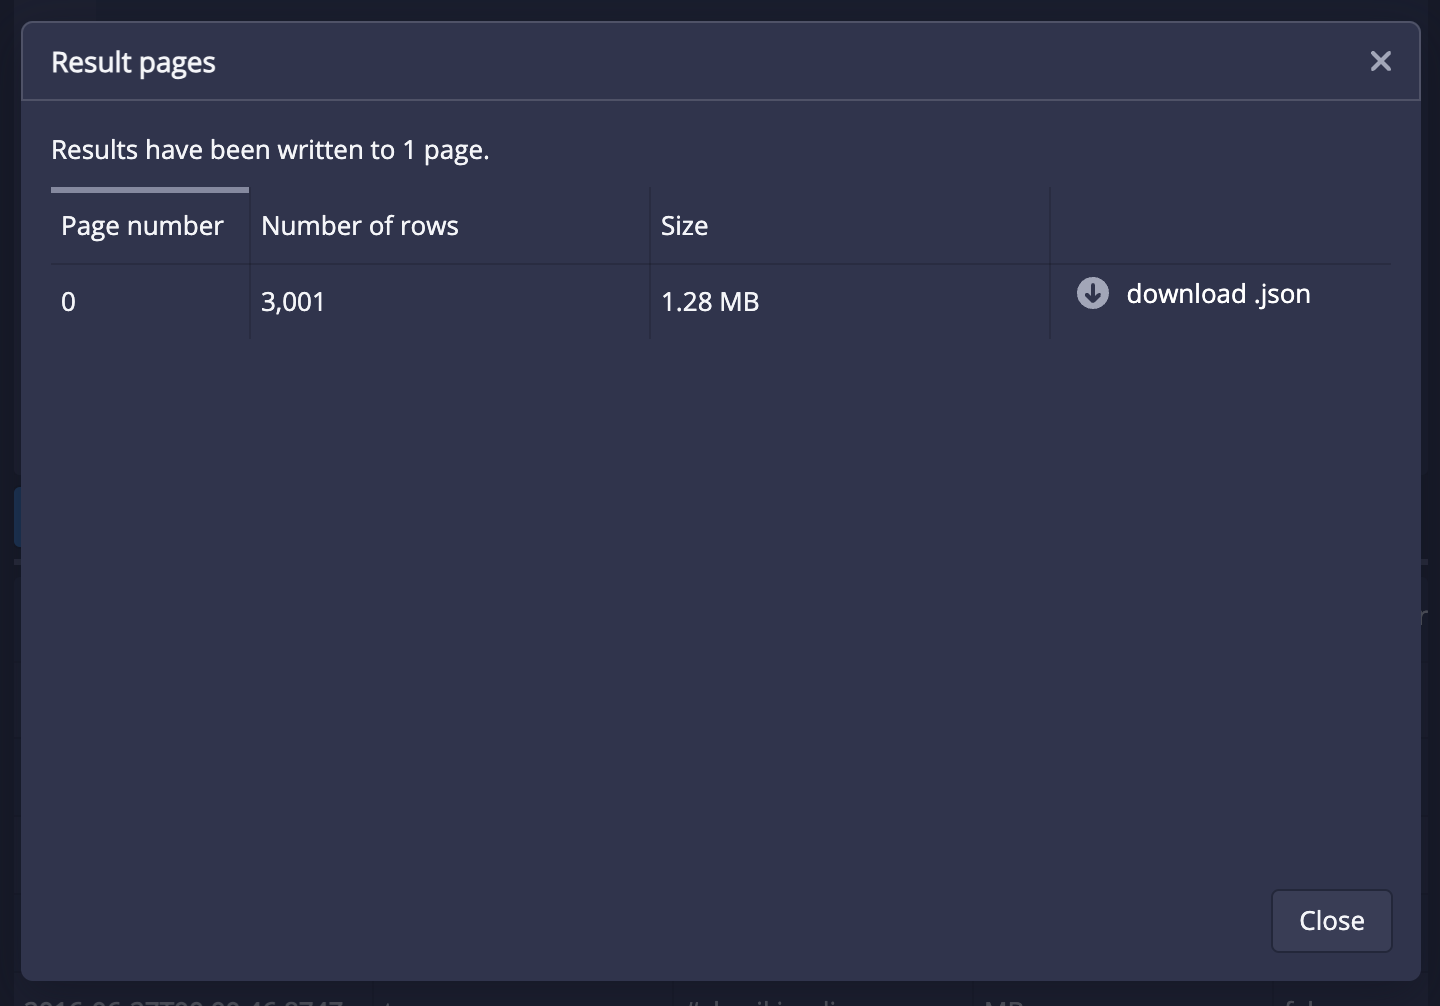 Result pages
Results have been written to 1 page.
Page number Number of rows Size
0 3,001 1.28 MB download .json
Close